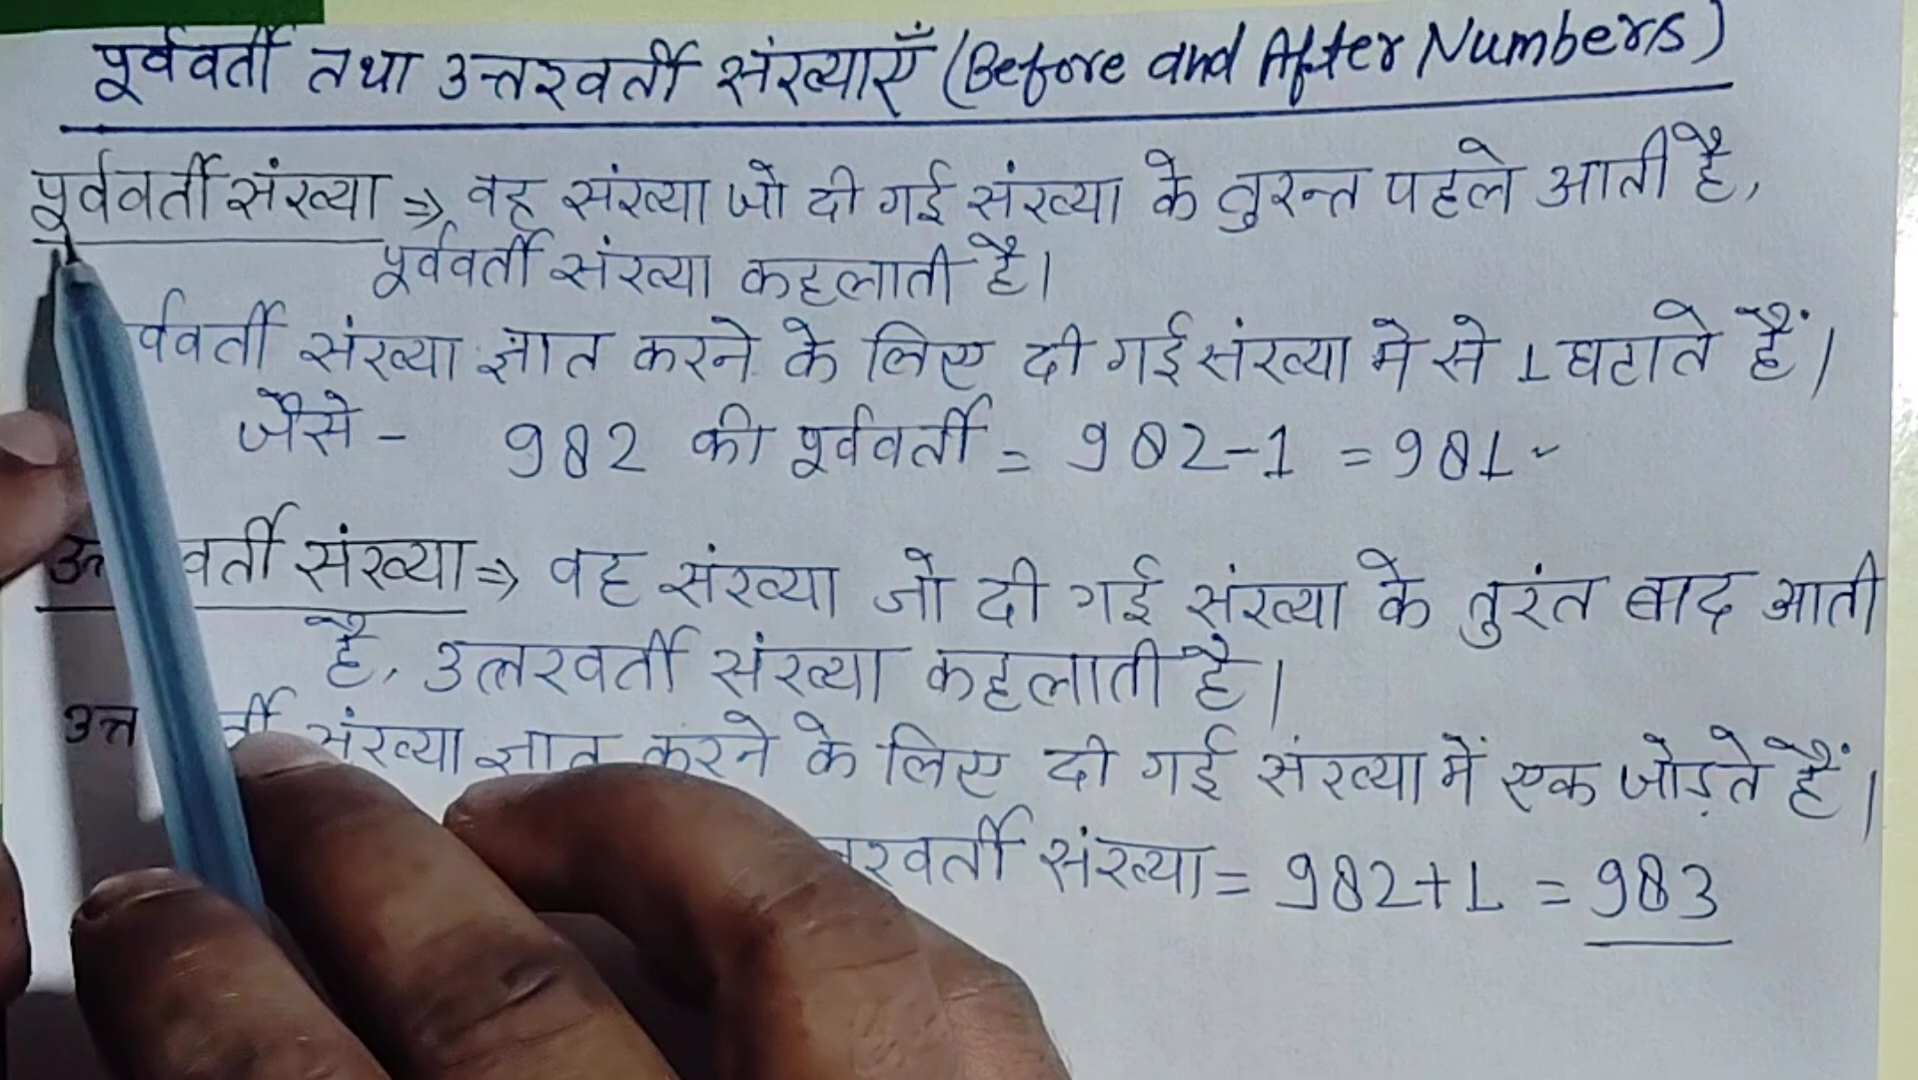 पूर्ववर्ती तथा उत्तरवर्ती संख्याएँ (Before and After Numbers)
पूर्ववर्ती संख्या ⇒ वह संख्या जो दी गई संख्या के तुरन्त पहले आती है,
पूर्ववर्ती संख्या कहलाती है।
र्ववर्ती संख्या ज्ञात करने के लिए दी गई संख्या मे से 1 घटाते हैं।
जैसे - 982 की पूर्ववर्ती = 982-1 = 981
वर्ती संख्या ⇒ वह संख्या जो दी गई संख्या के तुरंत बाद आती
है, उत्तरवर्ती संख्या कहलाती है।
उत्त र्ती संख्या ज्ञात करने के लिए दी गई संख्या में एक जोड़ते हैं।
रवर्ती संख्या = 982+1 = 983